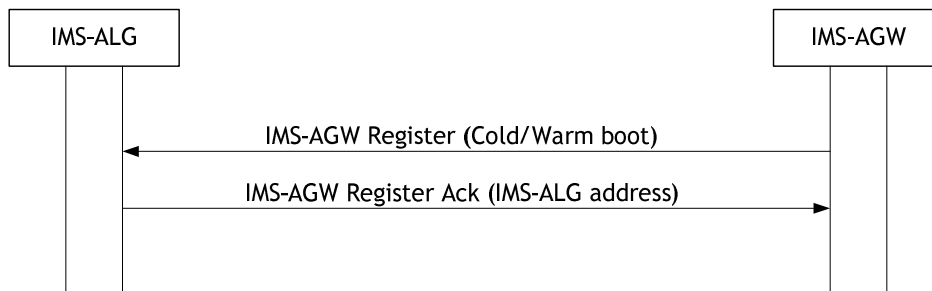 IMS-ALG
IMS-AGW
IMS-AGW Register (Cold/Warm boot)
IMS-AGW Register Ack (IMS-ALG address)